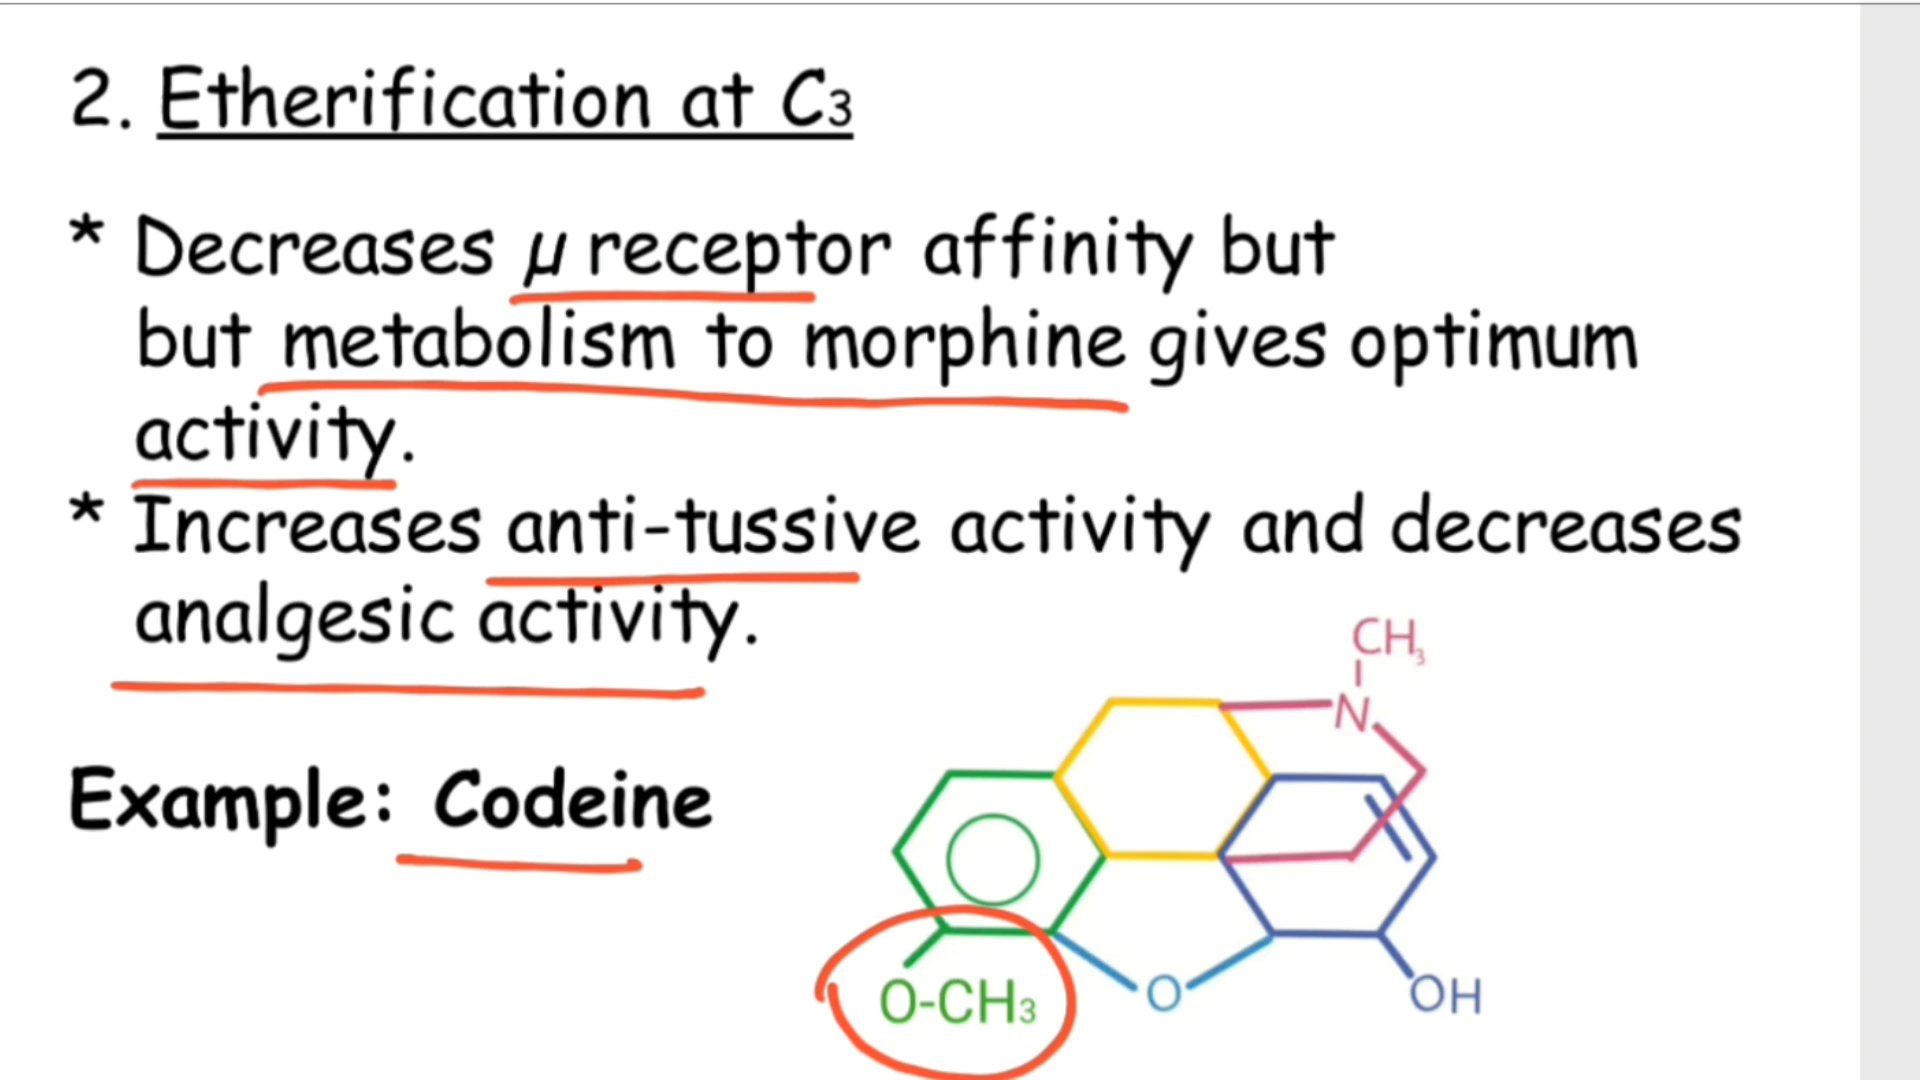 2. Etherification at C3
* Decreases µ receptor affinity but
but metabolism to morphine gives optimum
activity.
* Increases anti-tussive activity and decreases
analgesic activity.
CH3
N
Example: Codeine
O-CH3
O
OH